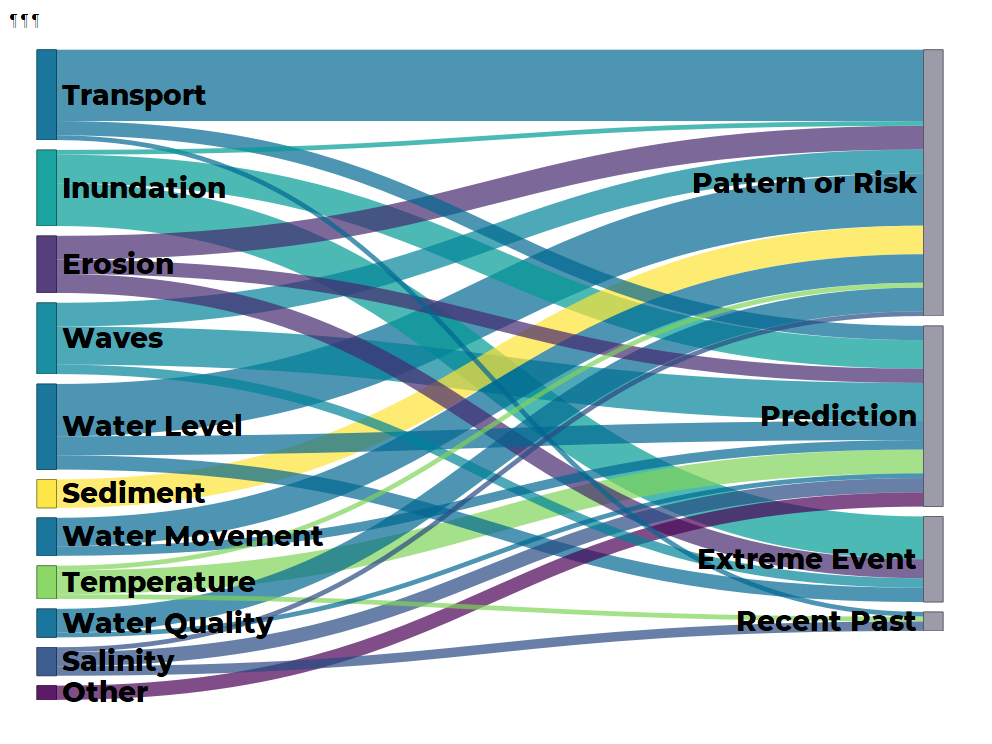 ¶ ¶ ¶
Transport
Inundation
Erosion
Waves
Water Level
Sediment
Water Movement
Temperature
Water Quality
Salinity
Other
Pattern or Risk
Prediction
Extreme Event
Recent Past